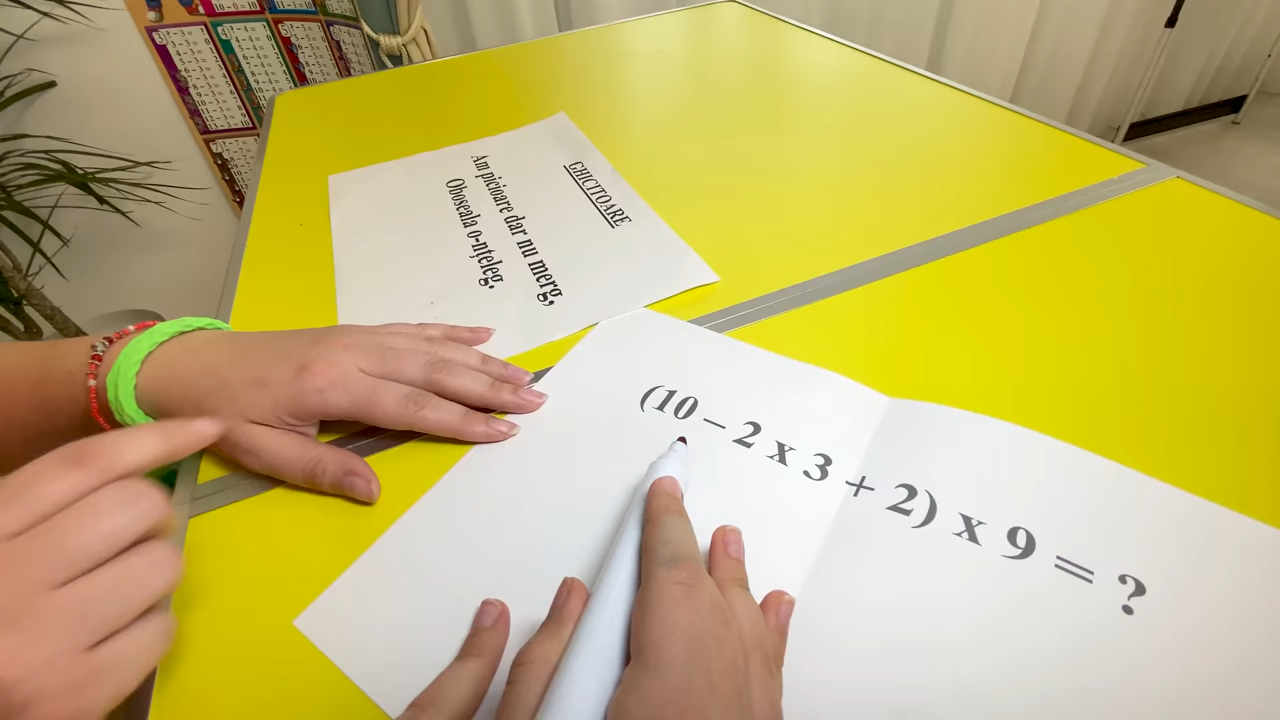 GHICITOARE
Am picioare dar nu merg,
Oboseala o-nțeleg.
(10 – 2 x 3 + 2) x 9 = ?